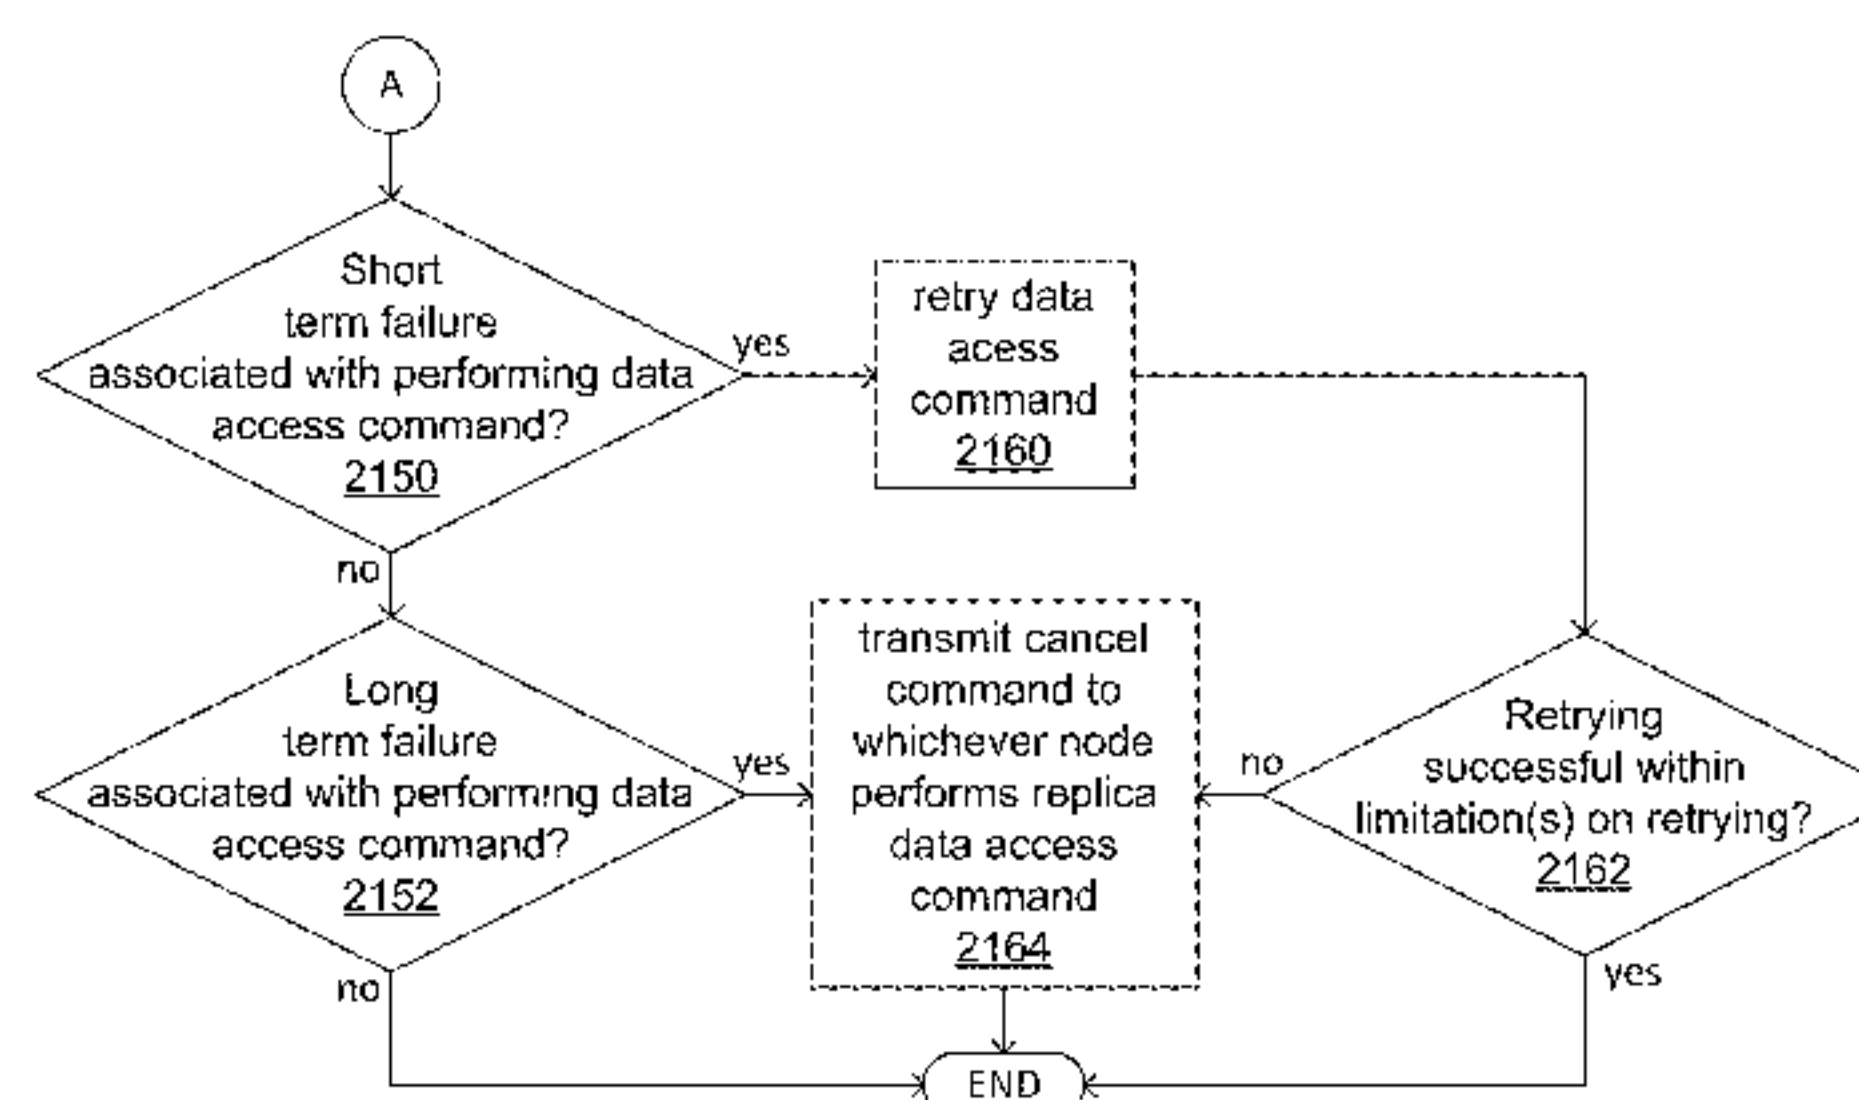 A
Short
term failure
associated with performing data
access command?
2150
yes
retry data
acess
command
2160
no
Long
term failure
associated with performing data
access command?
2152
yes
transmit cancel
command to
whichever node
performs replica
data access
command
2164
no
Retrying
successful within
limitation(s) on retrying?
2162
no
yes
END